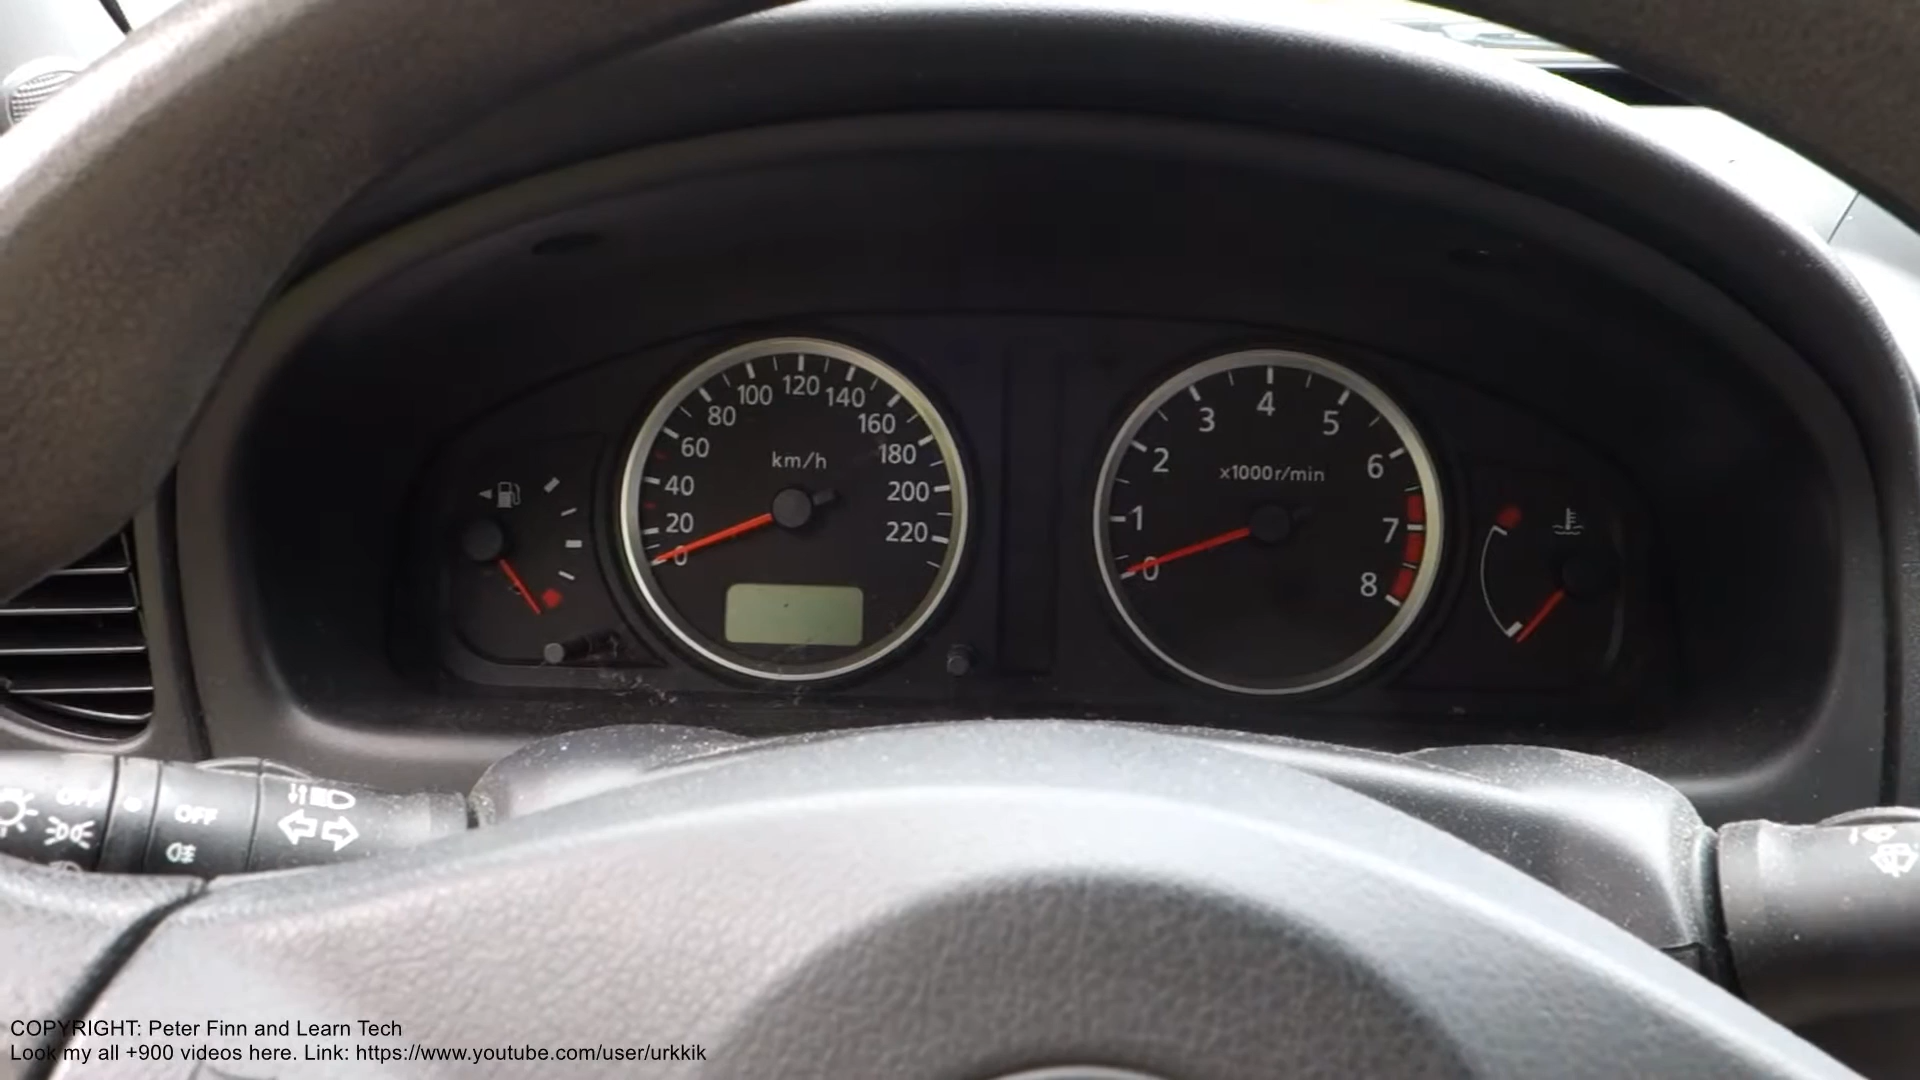 100 120 140
80 160
60 180
40 200
20 220
0
km/h
4
3 5
2 6
1 7
0 8
x1000r/min
OFF
OFF
COPYRIGHT: Peter Finn and Learn Tech
Look my all +900 videos here. Link: https://www.youtube.com/user/urkkik